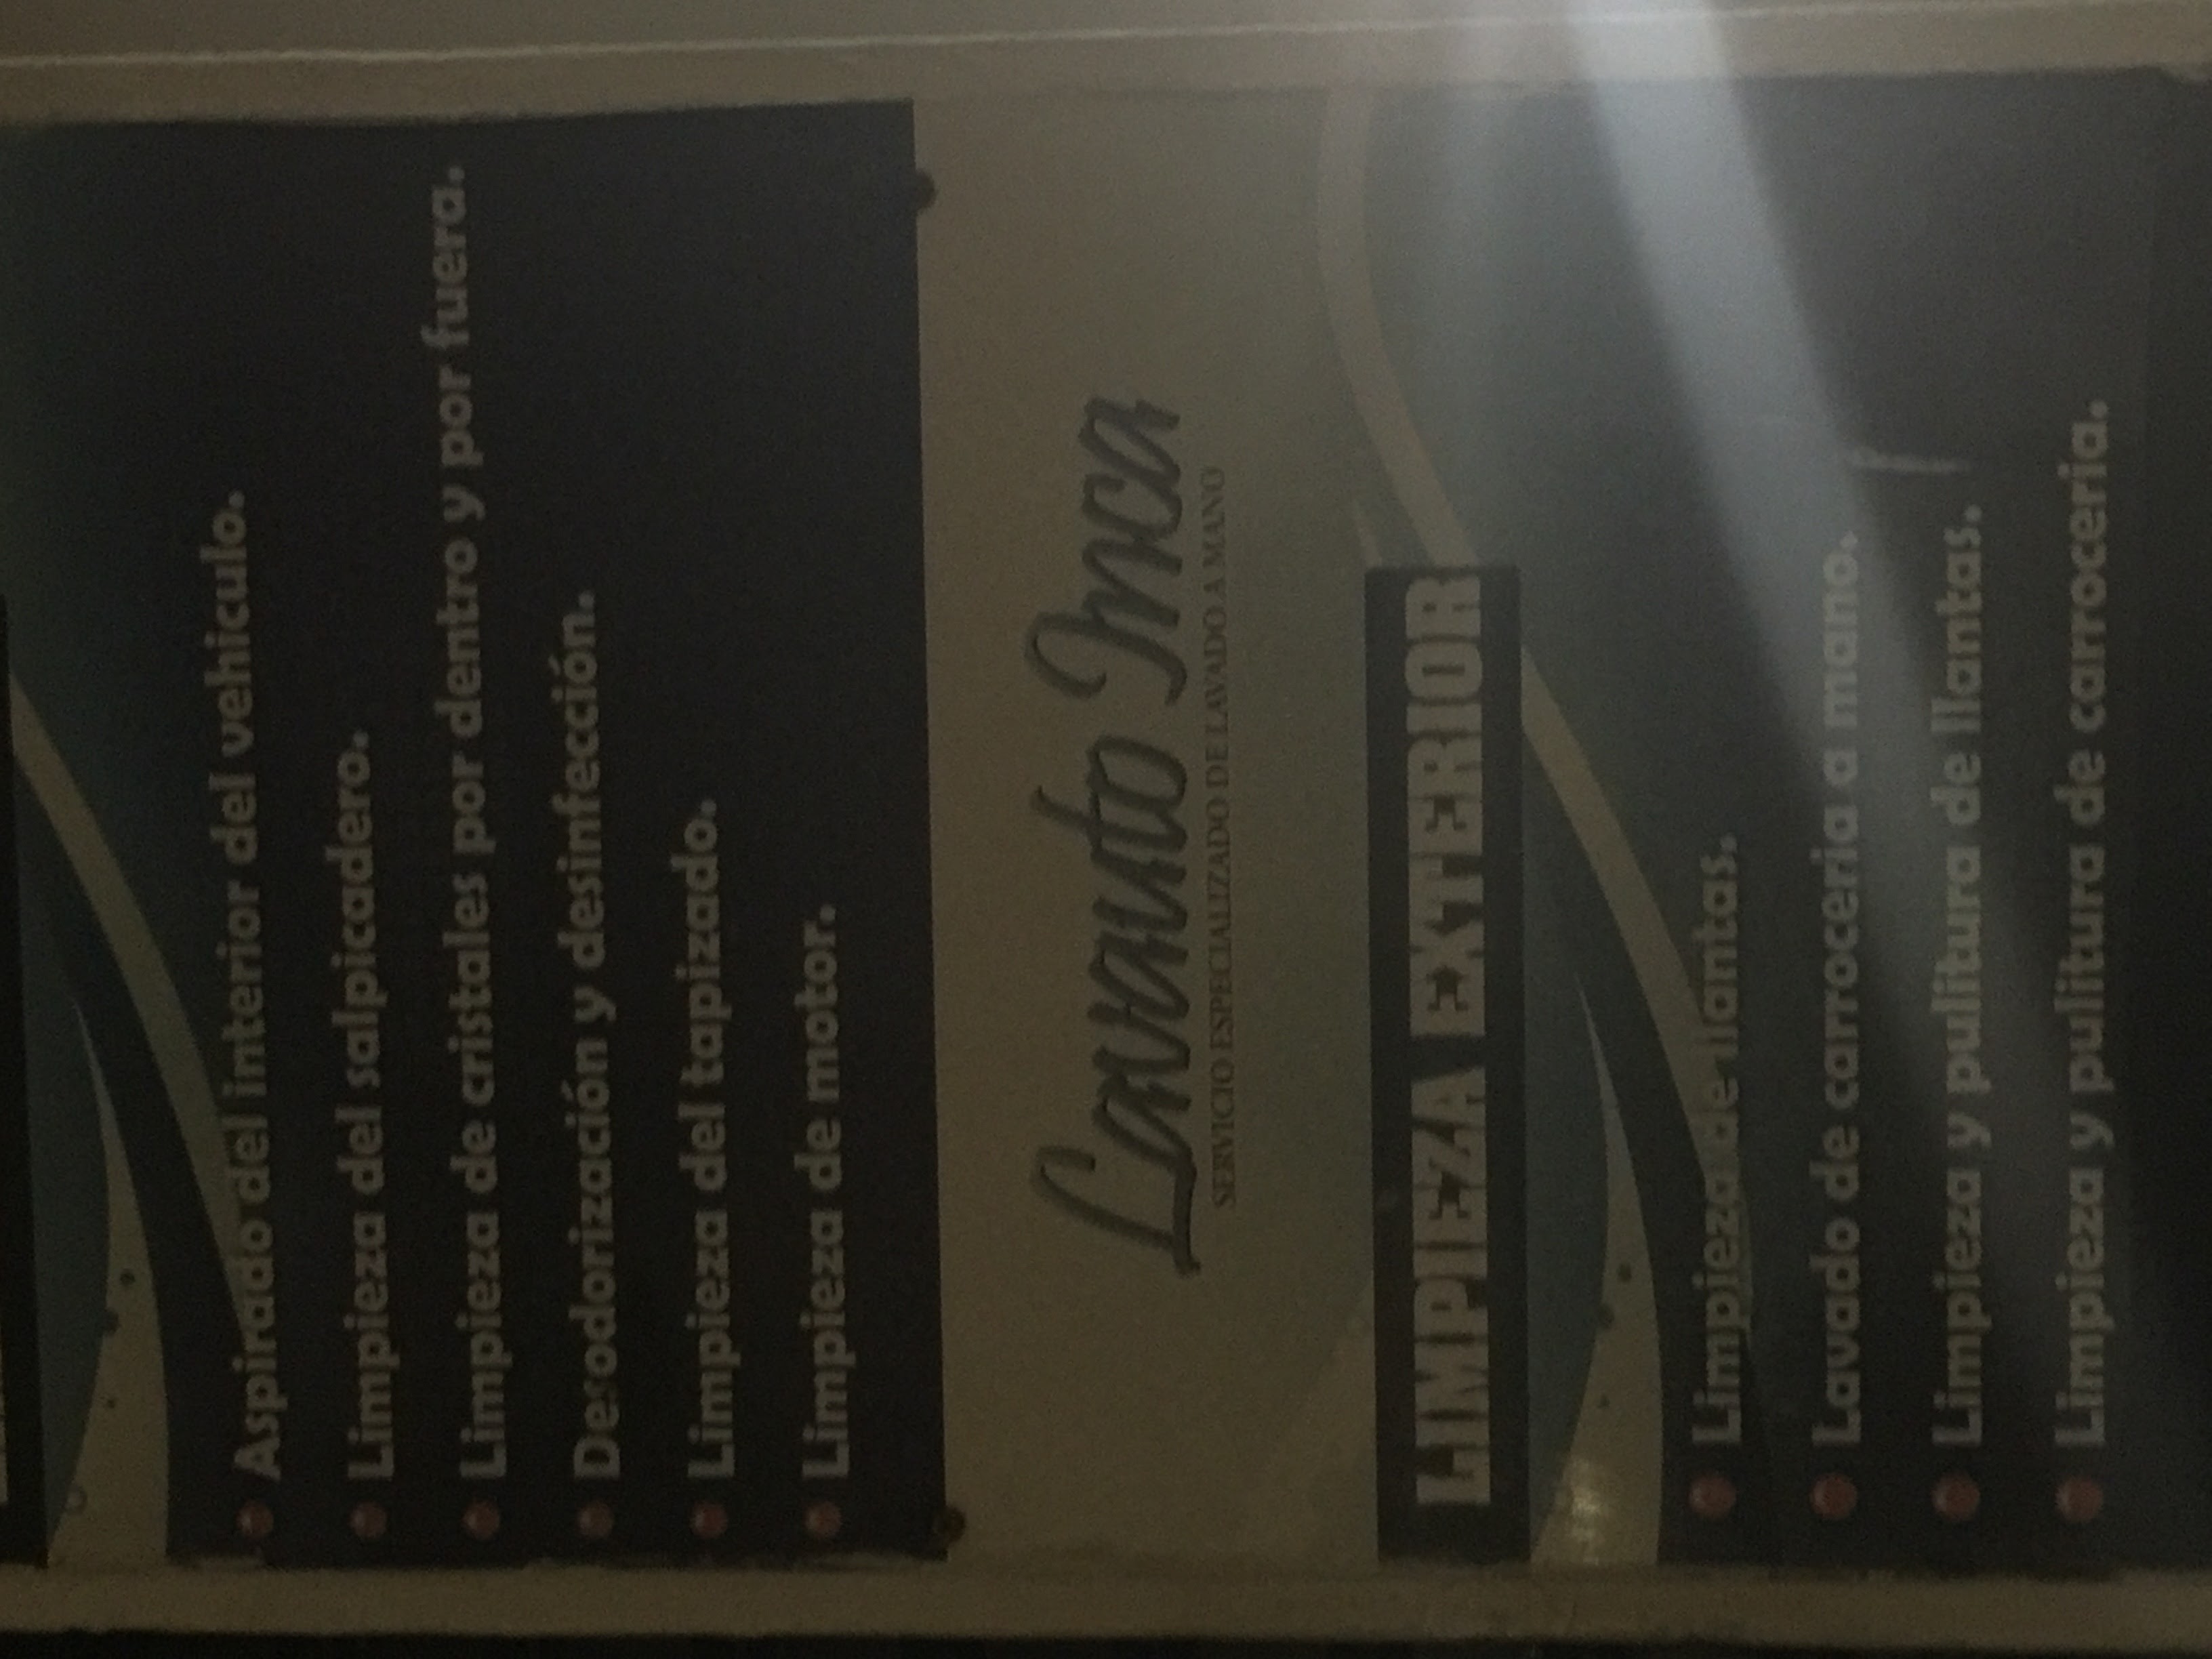 Aspirado del interior del vehiculo.
Limpieza del salpicadero.
Limpieza de cristales por dentro y por fuera.
Desodorización y desinfección.
Limpieza del tapizado.
Limpieza de motor.
Lavauto Inca
SERVICIO ESPECIALIZADO DE LAVADO A MANO
LIMPIEZA EXTERIOR
Limpieza de llantas.
Lavado de carroceria a mano.
Limpieza y pulitura de llantas.
Limpieza y pulitura de carrocería.